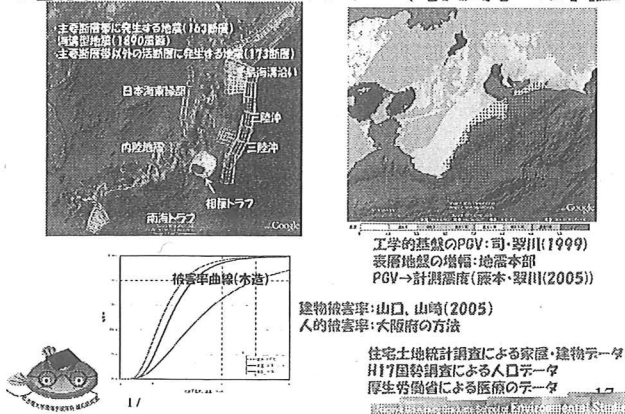 ・主要断層帯に発生する地震(163断層)
海溝型地震(1890震源)
・主要断層帯以外の活断層に発生する地震(173断層)
島海溝沿い
日本海東縁部
三陸沖
内陸地震
三陸沖
相模トラフ
南海トラフ
Google
Google
工学的基盤のPGV:司・翠川(1999)
表層地盤の増幅:地震本部
PGV→計測震度(藤本・翠川(2005))
被害率曲線(木造)
建物被害率:山口、山崎(2005)
人的被害率:大阪府の方法
住宅土地統計調査による家屋・建物データ
H17国勢調査による人口データ
厚生労働省による医療のデータ
17